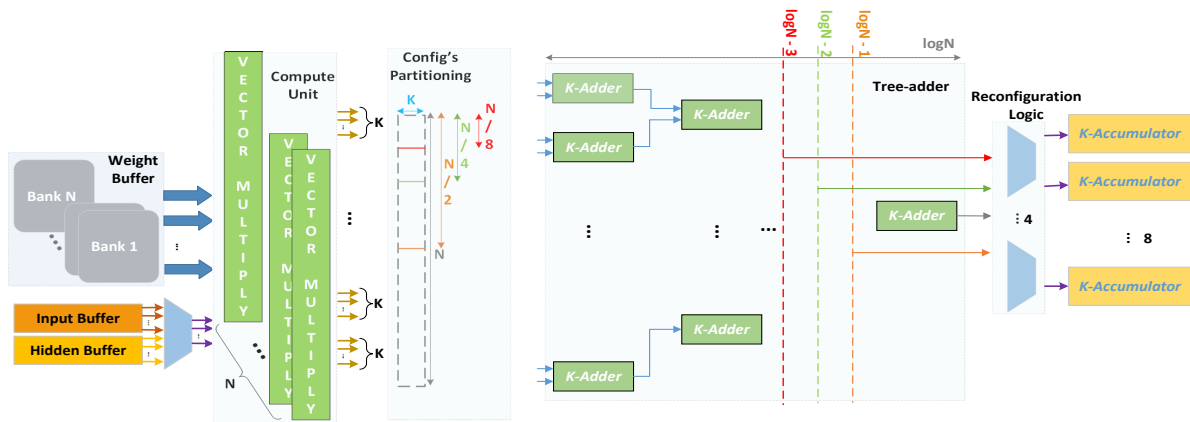 Weight
Buffer
Bank N
Bank 1
Input Buffer
Hidden Buffer
VECTOR MULTIPLY
VECTOR MULTIPLY
VECTOR MULTIPLY
Compute
Unit
N
K
K
K
Config's
Partitioning
K
N/8
N/4
N/2
N
logN - 3
logN - 2
logN - 1
logN
Tree-adder
K-Adder
K-Adder
K-Adder
K-Adder
K-Adder
K-Adder
Reconfiguration
Logic
4
K-Accumulator
K-Accumulator
8
K-Accumulator